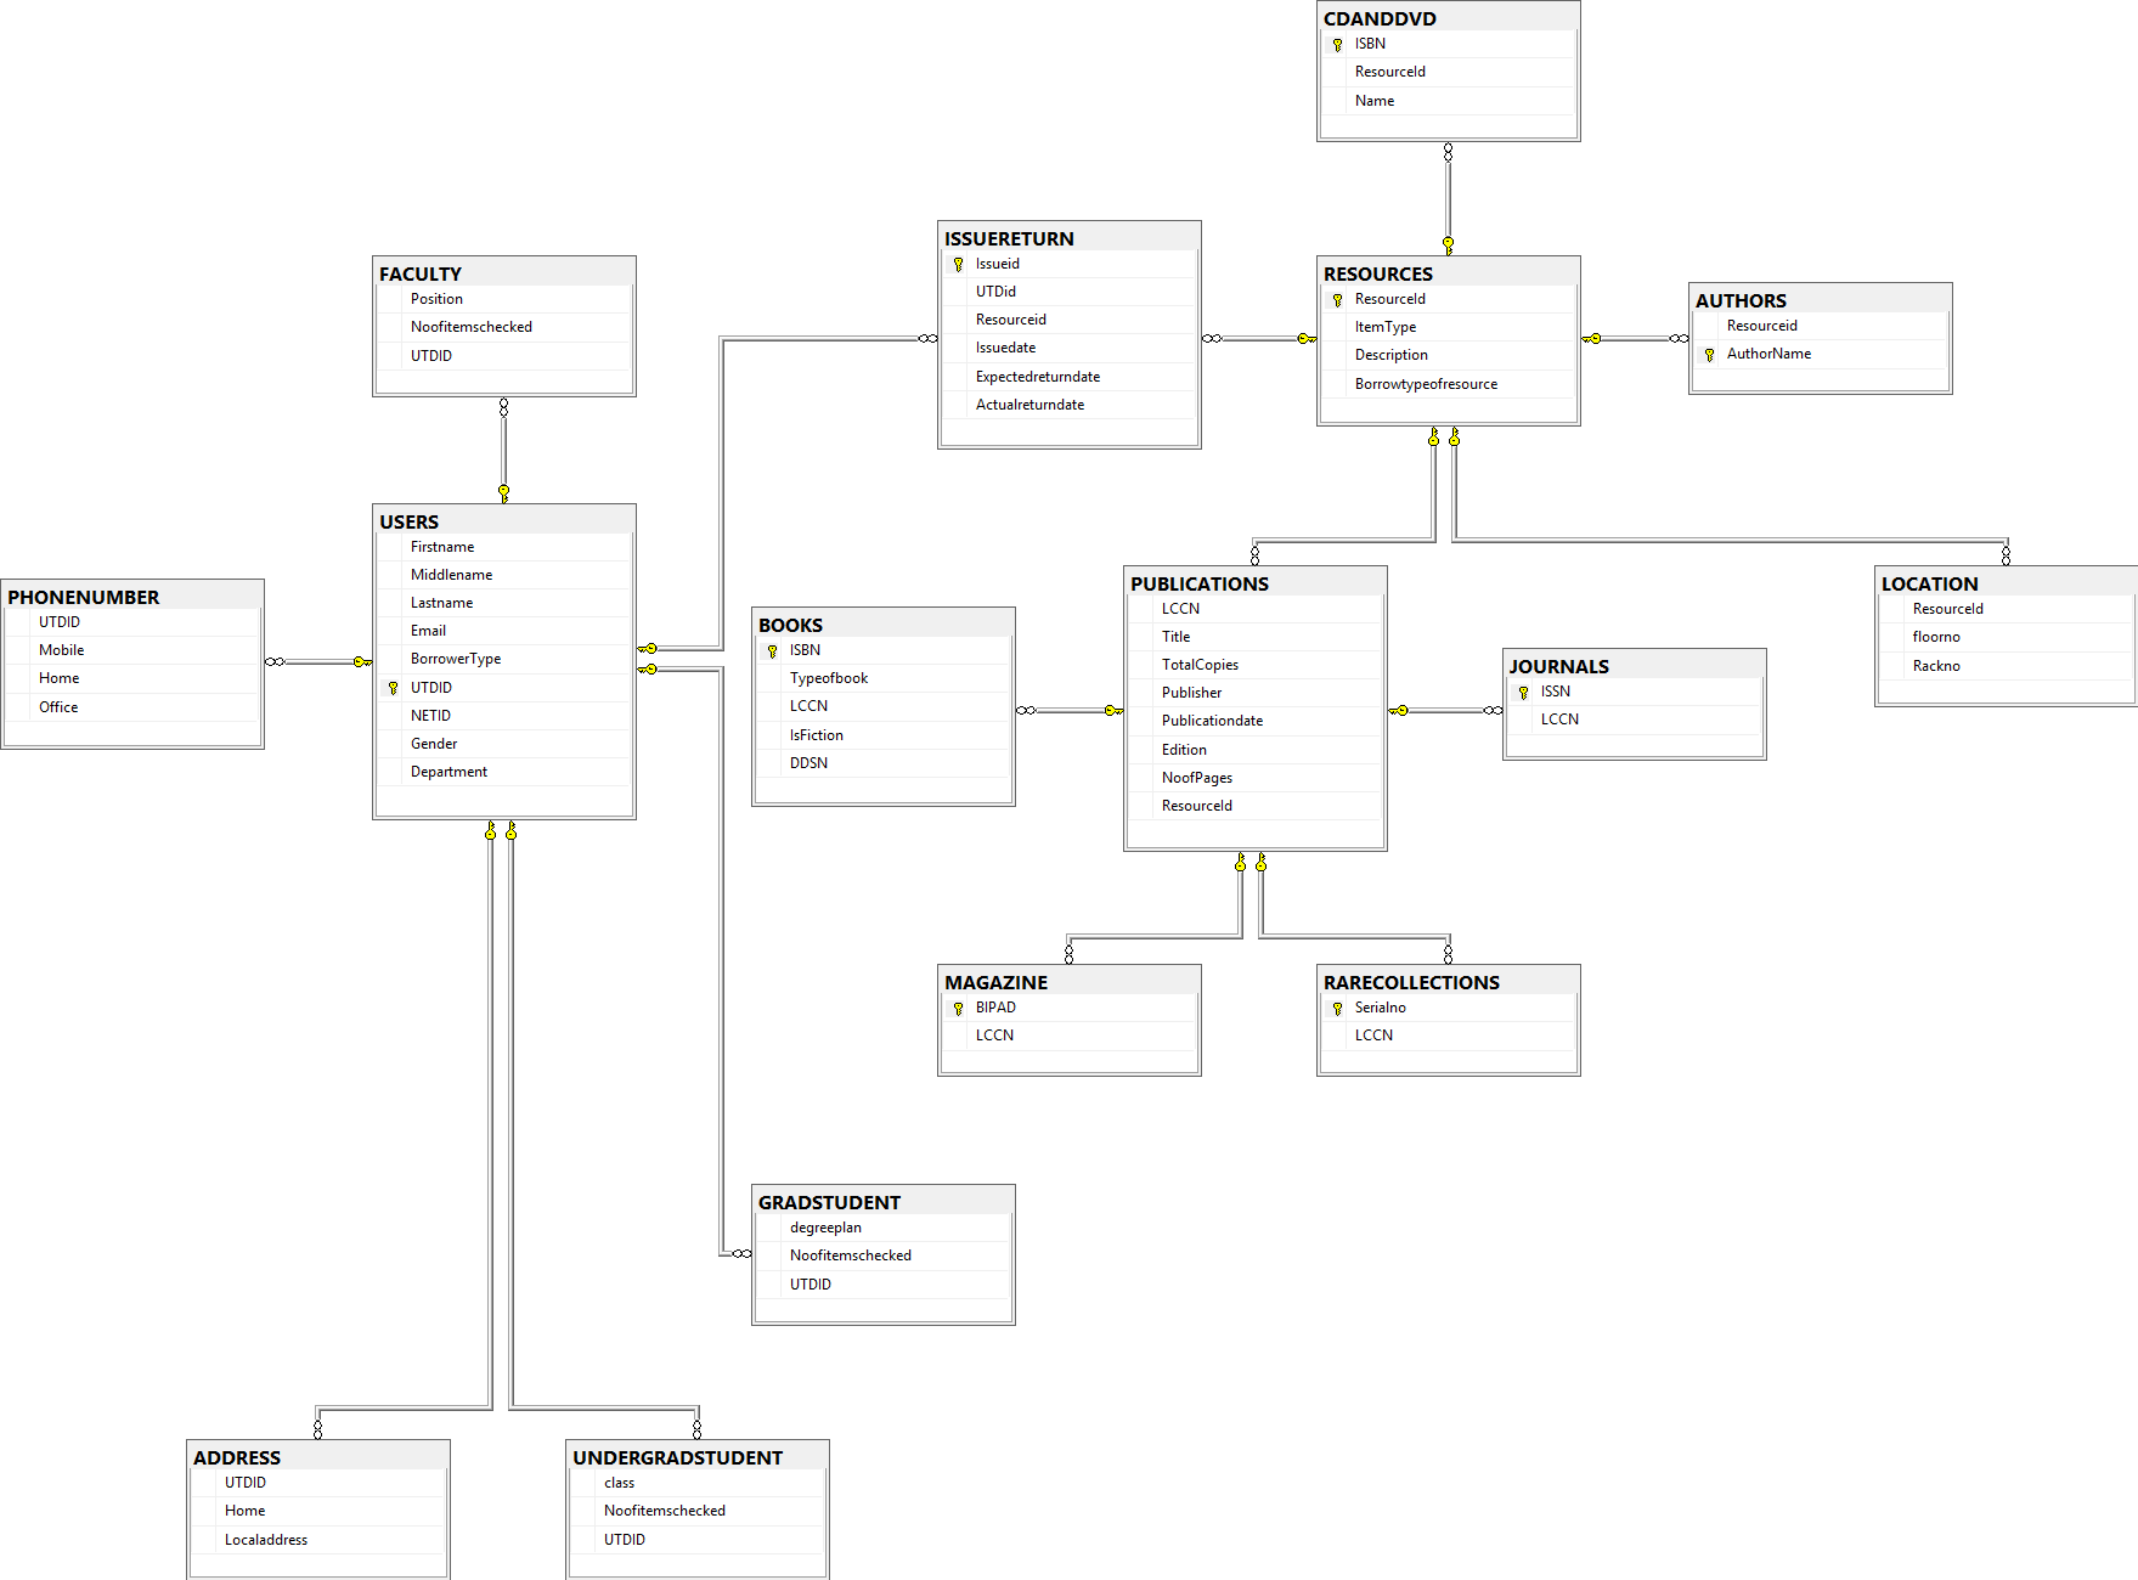 CDANDDVD
ISBN
ResourceId
Name
ISSUERETURN
Issueid
UTDid
Resourceid
Issuedate
Expectedreturndate
Actualreturndate
FACULTY
Position
Noofitemschecked
UTDID
RESOURCES
ResourceId
ItemType
Description
Borrowtypeofresource
AUTHORS
Resourceid
AuthorName
USERS
Firstname
Middlename
Lastname
Email
BorrowerType
UTDID
NETID
Gender
Department
PHONENUMBER
UTDID
Mobile
Home
Office
BOOKS
ISBN
Typeofbook
LCCN
IsFiction
DDSN
PUBLICATIONS
LCCN
Title
TotalCopies
Publisher
Publicationdate
Edition
NoofPages
ResourceId
JOURNALS
ISSN
LCCN
LOCATION
ResourceId
floorno
Rackno
MAGAZINE
BIPAD
LCCN
RARECOLLECTIONS
Serialno
LCCN
GRADSTUDENT
degreeplan
Noofitemschecked
UTDID
ADDRESS
UTDID
Home
Localaddress
UNDERGRADSTUDENT
class
Noofitemschecked
UTDID